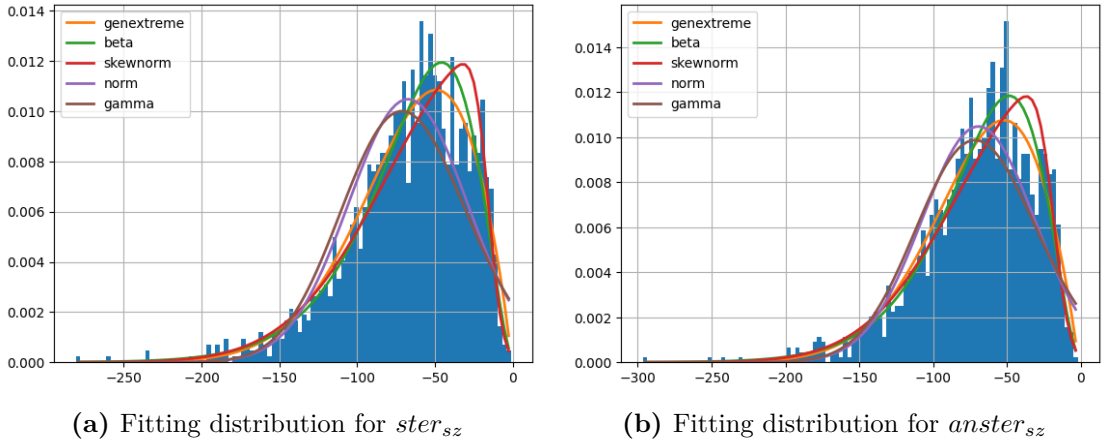 0.014
0.012
0.010
0.008
0.006
0.004
0.002
0.000
genextreme
beta
skewnorm
norm
gamma
−250
−200
−150
−100
−50
0
(a) Fitting distribution for ster_sz
0.014
0.012
0.010
0.008
0.006
0.004
0.002
0.000
genextreme
beta
skewnorm
norm
gamma
−300
−250
−200
−150
−100
−50
0
(b) Fitting distribution for anster_sz